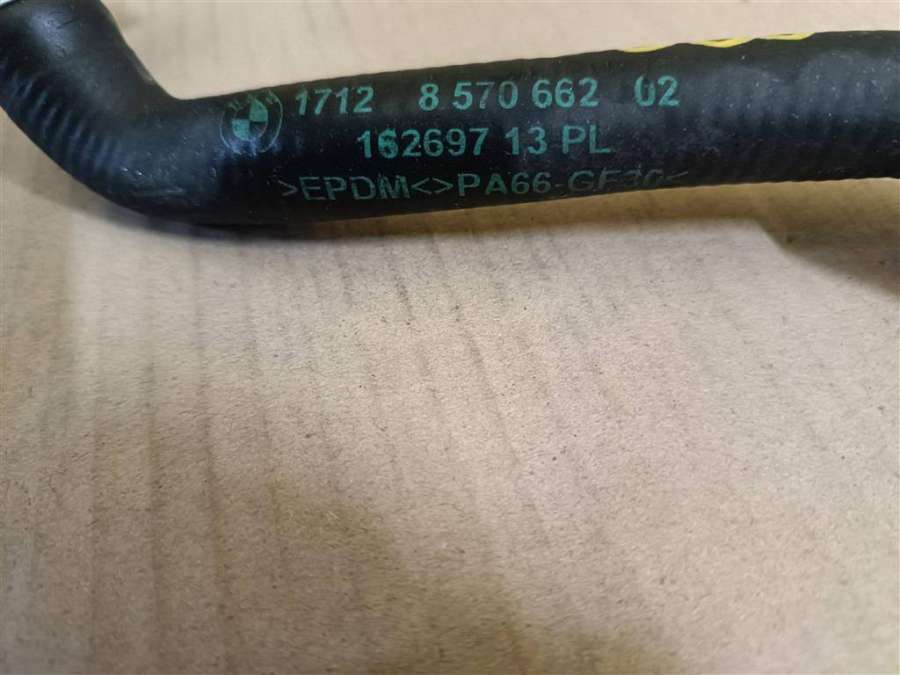 1712 8 570 662 02
162697 13 PL
>EPDM<>PA66-GF30<